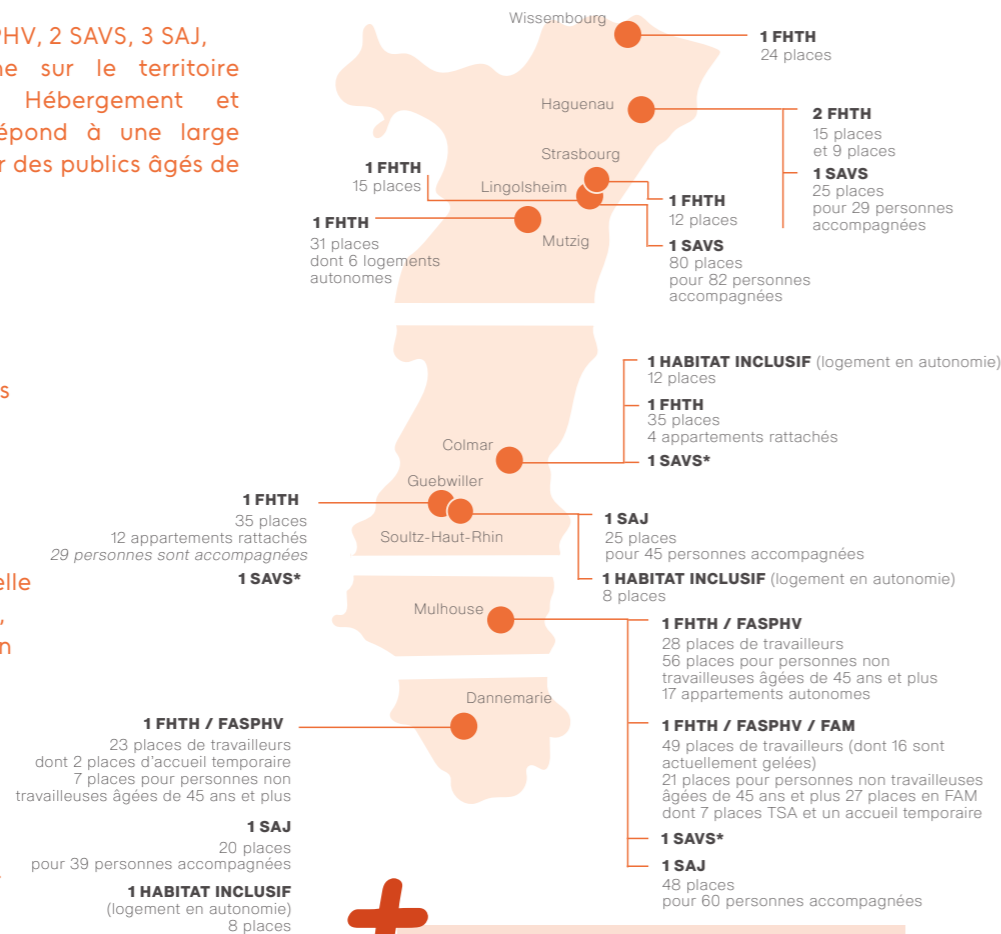 PHV, 2 SAVS, 3 SAJ,
sur le territoire
Hébergement et
répond à une large
des publics âgés de
Wissembourg
1 FHTH
24 places
Haguenau
2 FHTH
15 places
et 9 places
1 SAVS
25 places
pour 29 personnes
accompagnées
Strasbourg
1 FHTH
12 places
1 FHTH
15 places
Lingolsheim
1 SAVS
80 places
pour 82 personnes
accompagnées
1 FHTH
31 places
dont 6 logements
autonomes
Mutzig
1 HABITAT INCLUSIF (logement en autonomie)
12 places
1 FHTH
35 places
4 appartements rattachés
1 SAVS*
Colmar
Guebwiller
1 FHTH
35 places
12 appartements rattachés
29 personnes sont accompagnées
1 SAVS*
Soultz-Haut-Rhin
1 SAJ
25 places
pour 45 personnes accompagnées
1 HABITAT INCLUSIF (logement en autonomie)
8 places
Mulhouse
1 FHTH / FASPHV
28 places de travailleurs
56 places pour personnes non
travailleuses âgées de 45 ans et plus
17 appartements autonomes
1 FHTH / FASPHV / FAM
49 places de travailleurs (dont 16 sont
actuellement gelées)
21 places pour personnes non travailleuses
âgées de 45 ans et plus 27 places en FAM
dont 7 places TSA et un accueil temporaire
1 SAVS*
1 SAJ
48 places
pour 60 personnes accompagnées
Dannemarie
1 FHTH / FASPHV
23 places de travailleurs
dont 2 places d'accueil temporaire
7 places pour personnes non
travailleuses âgées de 45 ans et plus
1 SAJ
20 places
pour 39 personnes accompagnées
1 HABITAT INCLUSIF
(logement en autonomie)
8 places